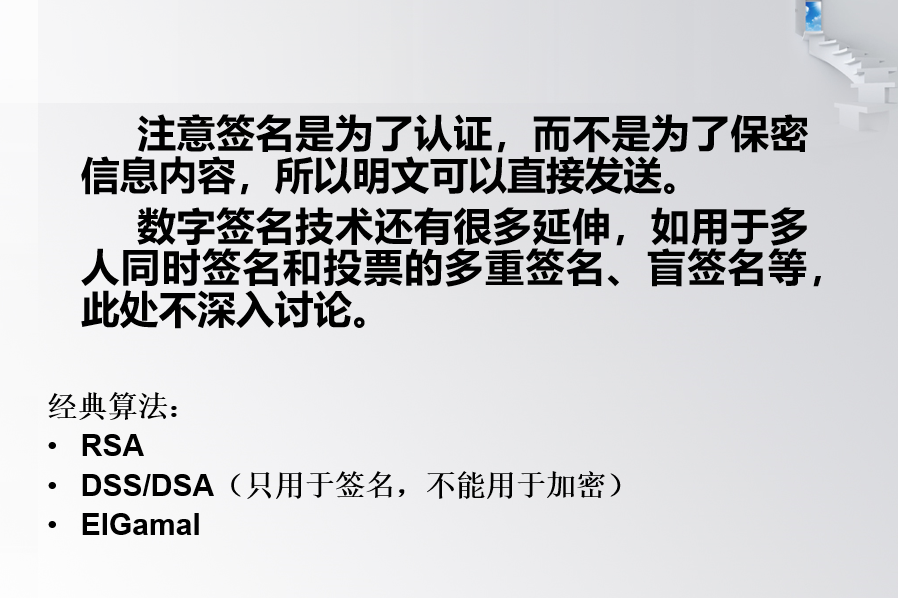 注意签名是为了认证，而不是为了保密
信息内容，所以明文可以直接发送。
数字签名技术还有很多延伸，如用于多
人同时签名和投票的多重签名、盲签名等，
此处不深入讨论。
经典算法：
• RSA
• DSS/DSA（只用于签名，不能用于加密）
• ElGamal